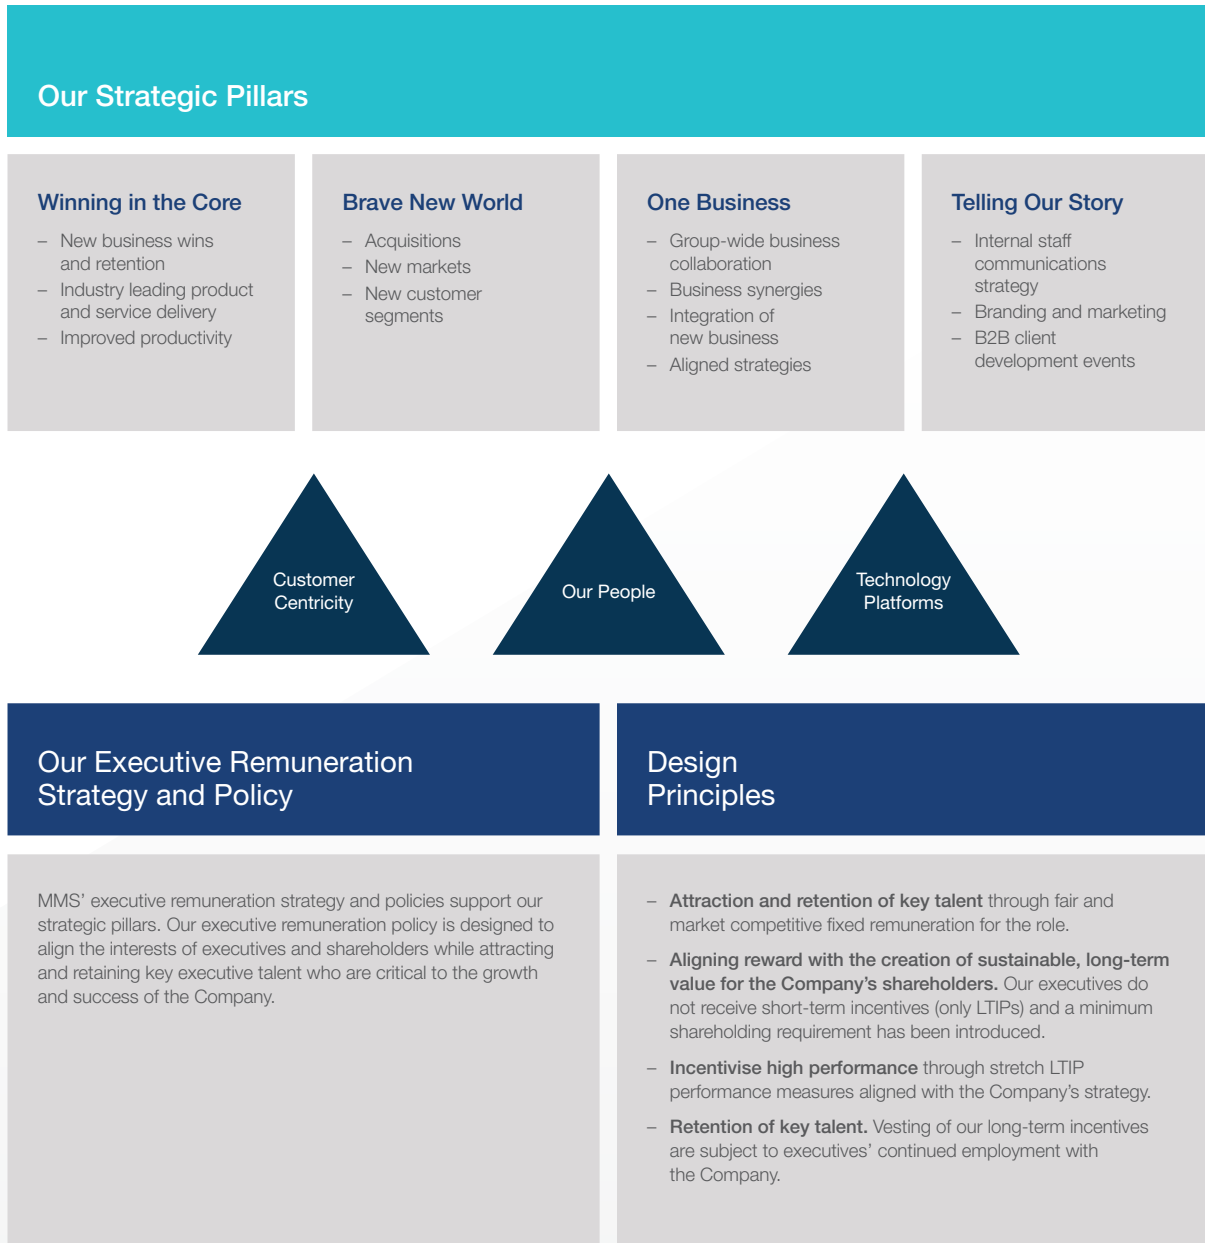 Our Strategic Pillars
Winning in the Core
– New business wins
and retention
– Industry leading product
and service delivery
– Improved productivity
Brave New World
– Acquisitions
– New markets
– New customer
segments
One Business
– Group-wide business
collaboration
– Business synergies
– Integration of
new business
– Aligned strategies
Telling Our Story
– Internal staff
communications
strategy
– Branding and marketing
– B2B client
development events
Customer
Centricity
Our People
Technology
Platforms
Our Executive Remuneration
Strategy and Policy
MMS’ executive remuneration strategy and policies support our
strategic pillars. Our executive remuneration policy is designed to
align the interests of executives and shareholders while attracting
and retaining key executive talent who are critical to the growth
and success of the Company.
Design
Principles
– Attraction and retention of key talent through fair and
market competitive fixed remuneration for the role.
– Aligning reward with the creation of sustainable, long-term
value for the Company’s shareholders. Our executives do
not receive short-term incentives (only LTIPs) and a minimum
shareholding requirement has been introduced.
– Incentivise high performance through stretch LTIP
performance measures aligned with the Company’s strategy.
– Retention of key talent. Vesting of our long-term incentives
are subject to executives’ continued employment with
the Company.